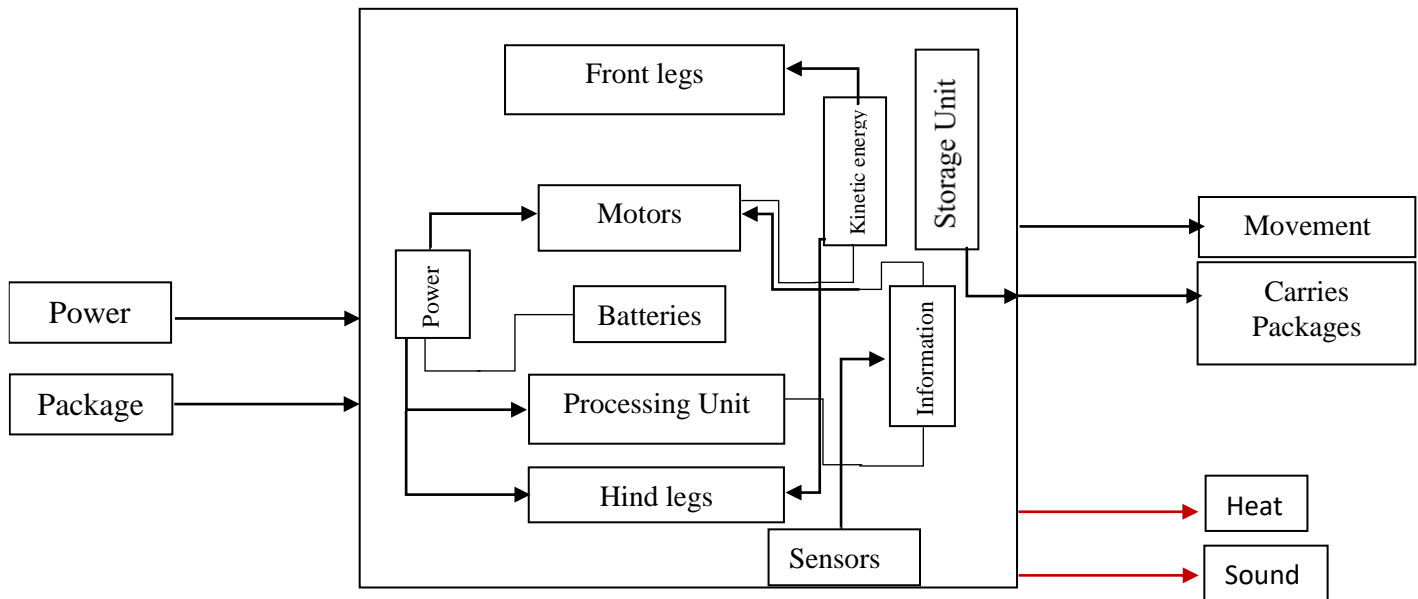 Front legs
Kinetic energy
Storage Unit
Motors
Movement
Power
Power
Batteries
Carries
Packages
Information
Package
Processing Unit
Hind legs
Heat
Sensors
Sound